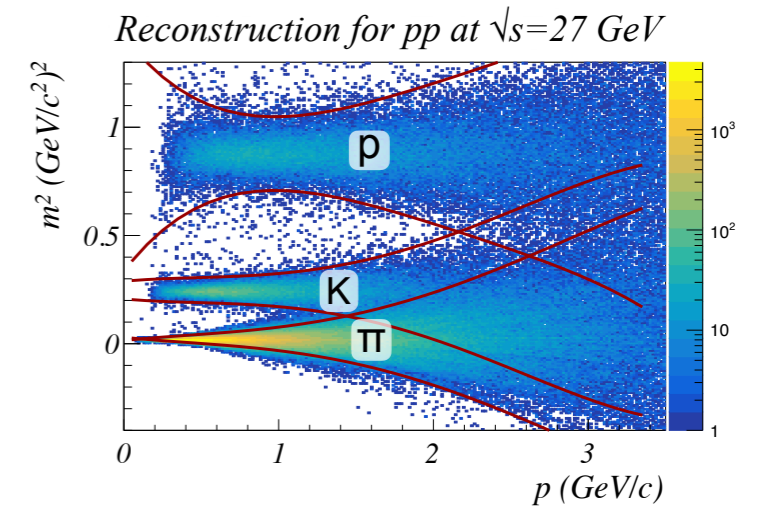 Reconstruction for pp at √s=27 GeV
m² (GeV/c²)²
1
0.5
0
p
K
π
0 1 2 3
p (GeV/c)
10³
10²
10
1